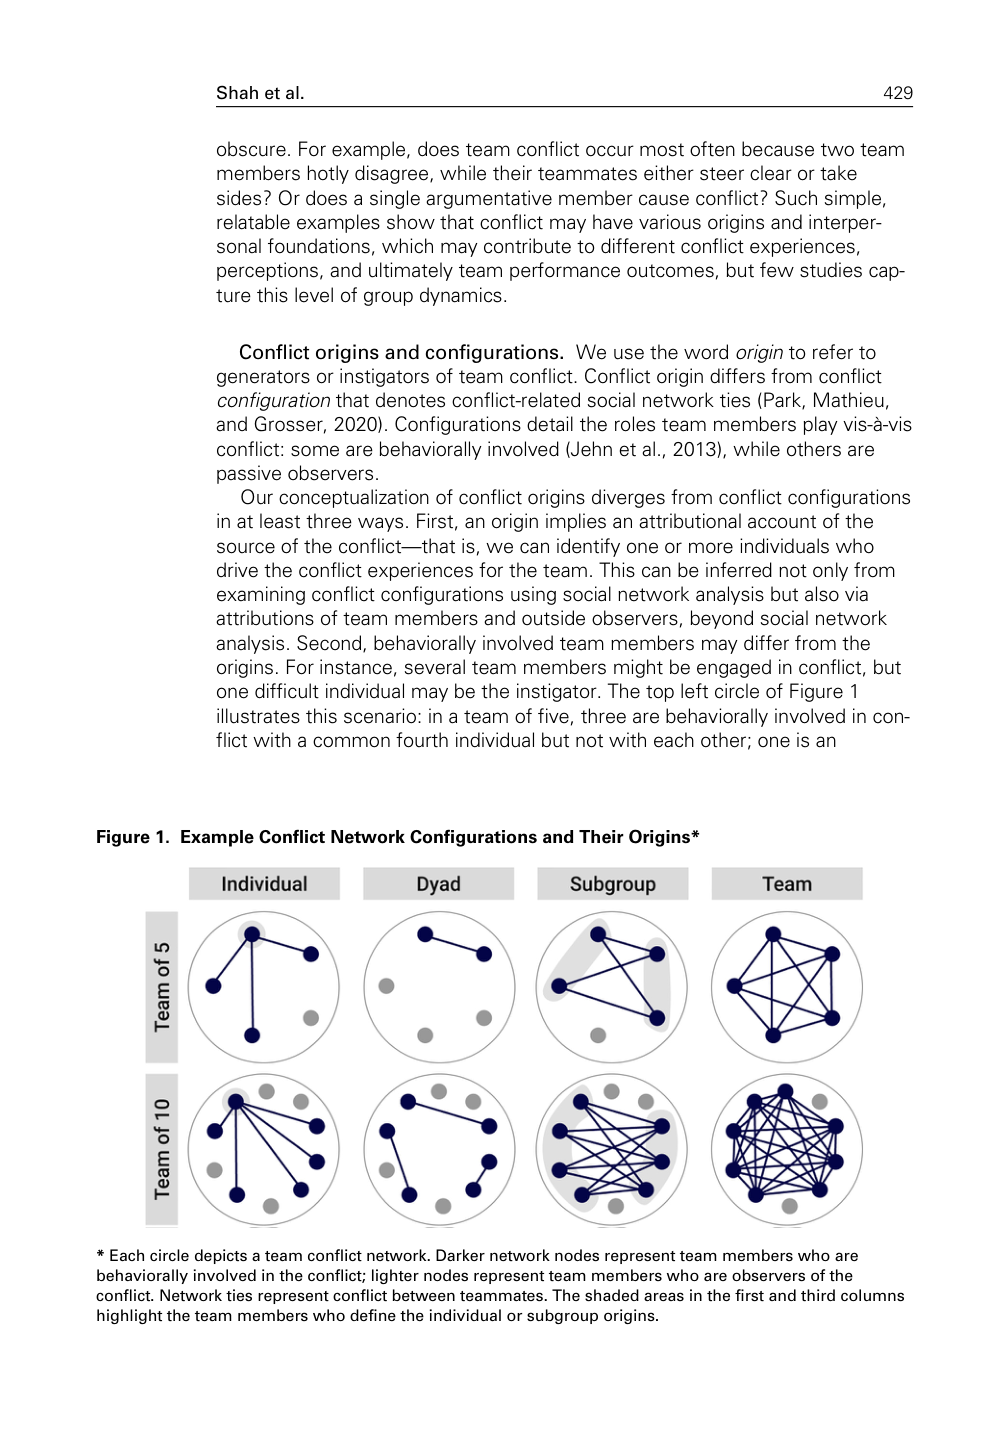 Shah et al. 429
obscure. For example, does team conflict occur most often because two team
members hotly disagree, while their teammates either steer clear or take
sides? Or does a single argumentative member cause conflict? Such simple,
relatable examples show that conflict may have various origins and interper-
sonal foundations, which may contribute to different conflict experiences,
perceptions, and ultimately team performance outcomes, but few studies cap-
ture this level of group dynamics.
Conflict origins and configurations. We use the word origin to refer to
generators or instigators of team conflict. Conflict origin differs from conflict
configuration that denotes conflict-related social network ties (Park, Mathieu,
and Grosser, 2020). Configurations detail the roles team members play vis-à-vis
conflict: some are behaviorally involved (Jehn et al., 2013), while others are
passive observers.
Our conceptualization of conflict origins diverges from conflict configurations
in at least three ways. First, an origin implies an attributional account of the
source of the conflict—that is, we can identify one or more individuals who
drive the conflict experiences for the team. This can be inferred not only from
examining conflict configurations using social network analysis but also via
attributions of team members and outside observers, beyond social network
analysis. Second, behaviorally involved team members may differ from the
origins. For instance, several team members might be engaged in conflict, but
one difficult individual may be the instigator. The top left circle of Figure 1
illustrates this scenario: in a team of five, three are behaviorally involved in con-
flict with a common fourth individual but not with each other; one is an
Figure 1. Example Conflict Network Configurations and Their Origins*
Individual Dyad Subgroup Team
Team of 5
Team of 10
* Each circle depicts a team conflict network. Darker network nodes represent team members who are
behaviorally involved in the conflict; lighter nodes represent team members who are observers of the
conflict. Network ties represent conflict between teammates. The shaded areas in the first and third columns
highlight the team members who define the individual or subgroup origins.